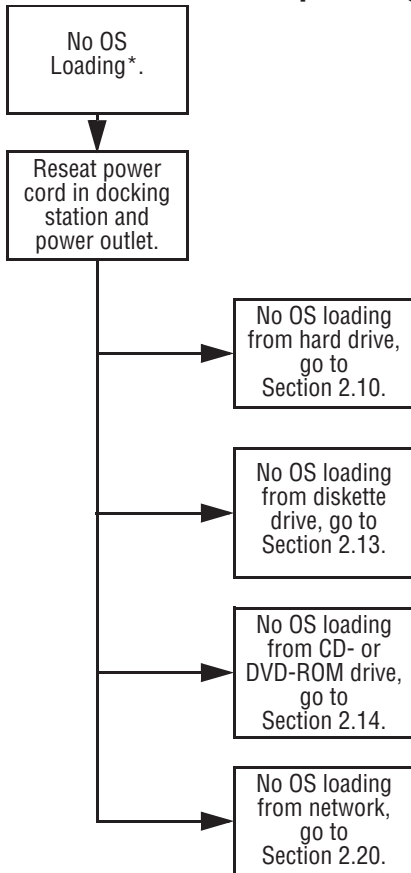 No OS
Loading*.
Reseat power
cord in docking
station and
power outlet.
No OS loading
from hard drive,
go to
Section 2.10.
No OS loading
from diskette
drive, go to
Section 2.13.
No OS loading
from CD- or
DVD-ROM drive,
go to
Section 2.14.
No OS loading
from network,
go to
Section 2.20.